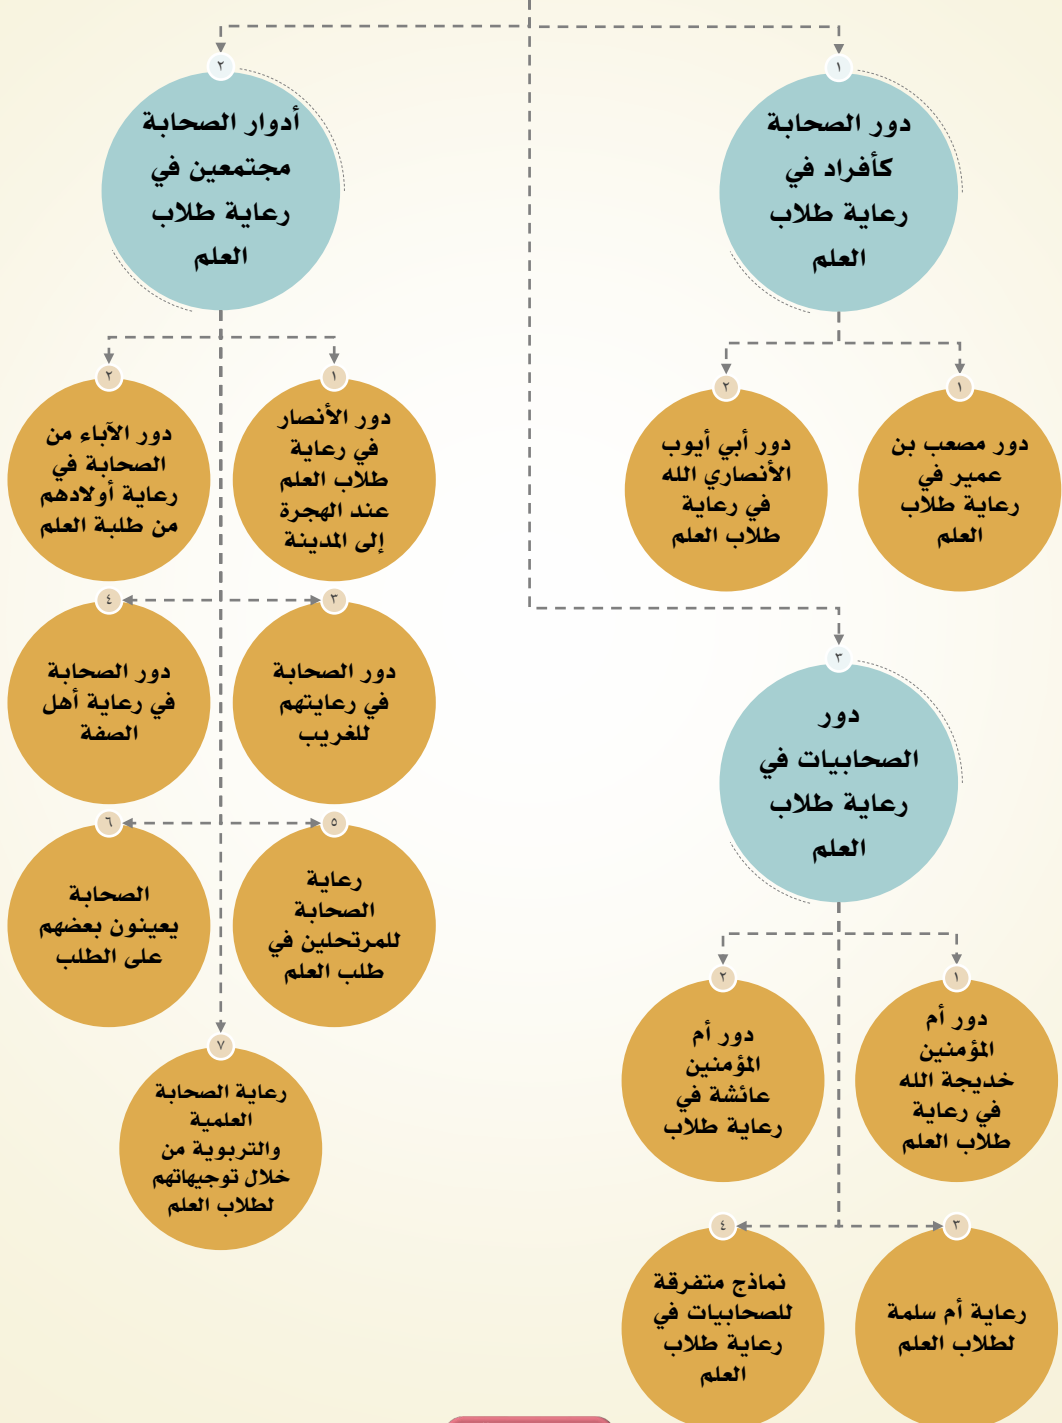 ١
دور الصحابة
كأفراد في
رعاية طلاب
العلم
١
دور مصعب بن
عمير في
رعاية طلاب
العلم
٢
دور أبي أيوب
الأنصاري الله
في رعاية
طلاب العلم
٢
أدوار الصحابة
مجتمعين في
رعاية طلاب
العلم
١
دور الأنصار
في رعاية
طلاب العلم
عند الهجرة
إلى المدينة
٢
دور الآباء من
الصحابة في
رعاية أولادهم
من طلبة العلم
٣
دور الصحابة
في رعايتهم
للغريب
٤
دور الصحابة
في رعاية أهل
الصفة
٥
رعاية
الصحابة
للمرتحلين في
طلب العلم
٦
الصحابة
يعينون بعضهم
على الطلب
٧
رعاية الصحابة
العلمية
والتربوية من
خلال توجيهاتهم
لطلاب العلم
٣
دور
الصحابيات في
رعاية طلاب
العلم
١
دور أم
المؤمنين
خديجة الله
في رعاية
طلاب العلم
٢
دور أم
المؤمنين
عائشة في
رعاية طلاب
٣
رعاية أم سلمة
لطلاب العلم
٤
نماذج متفرقة
للصحابيات في
رعاية طلاب
العلم